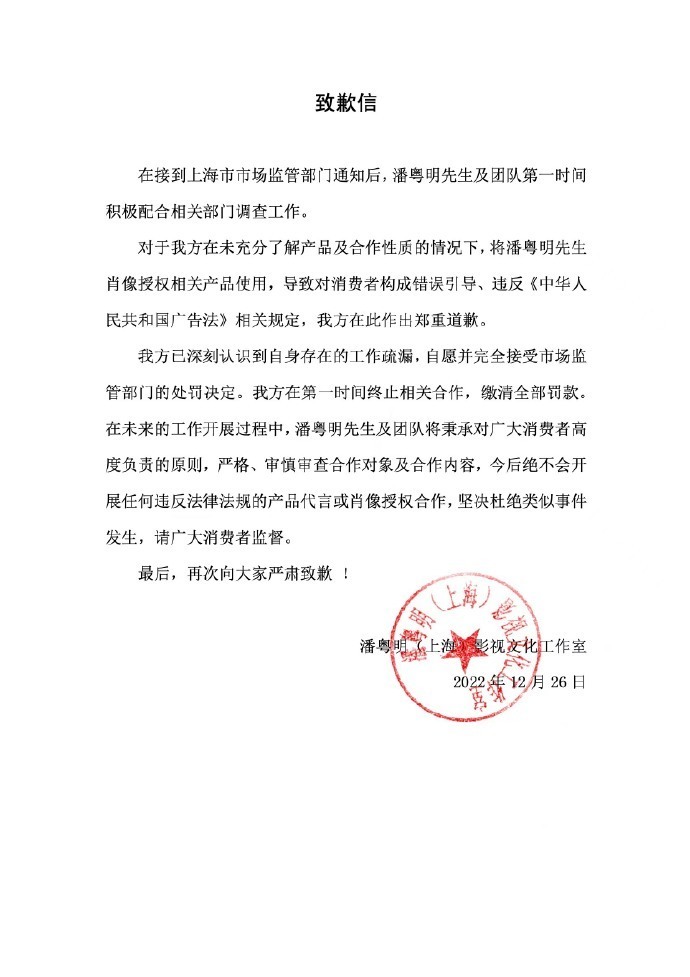 致歉信
在接到上海市市场监管部门通知后，潘粤明先生及团队第一时间
积极配合相关部门调查工作。
对于我方在未充分了解产品及合作性质的情况下，将潘粤明先生
肖像授权相关产品使用，导致对消费者构成错误引导、违反《中华人
民共和国广告法》相关规定，我方在此作出郑重道歉。
我方已深刻认识到自身存在的工作疏漏，自愿并完全接受市场监
管部门的处罚决定。我方在第一时间终止相关合作，缴清全部罚款。
在未来的工作开展过程中，潘粤明先生及团队将秉承对广大消费者高
度负责的原则，严格、审慎审查合作对象及合作内容，今后绝不会开
展任何违反法律法规的产品代言或肖像授权合作，坚决杜绝类似事件
发生，请广大消费者监督。
最后，再次向大家严肃致歉 ！
潘粤明（上海）影视文化工作室
2022 年 12 月 26 日
潘粤明（上海）影视文化工作室